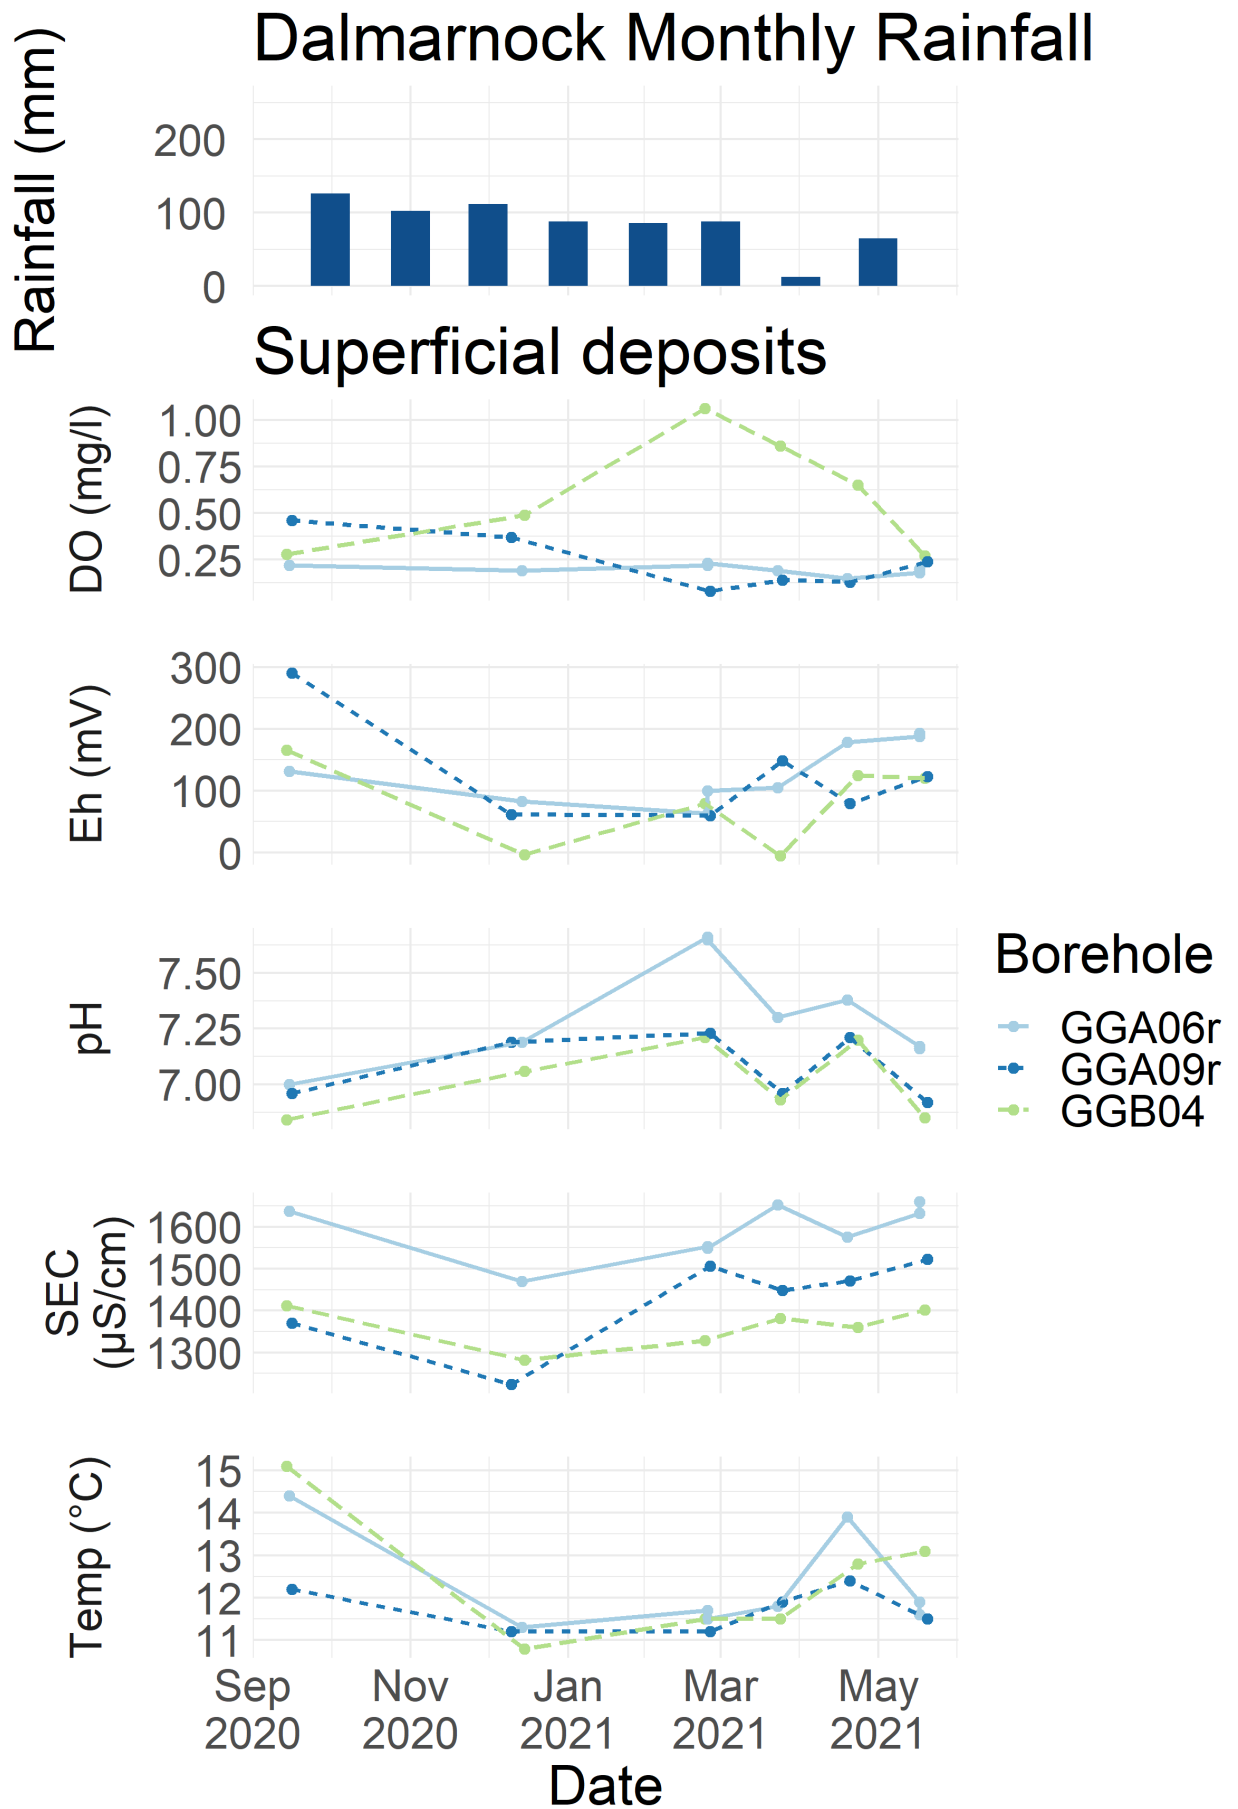 Dalmarnock Monthly Rainfall
Rainfall (mm)
200
100
0
Superficial deposits
DO (mg/l)
1.00
0.75
0.50
0.25
Eh (mV)
300
200
100
0
pH
7.50
7.25
7.00
Borehole
GGA06r
GGA09r
GGB04
SEC
(µS/cm)
1600
1500
1400
1300
Temp (°C)
15
14
13
12
11
Sep Nov Jan Mar May
2020 2020 2021 2021 2021
Date